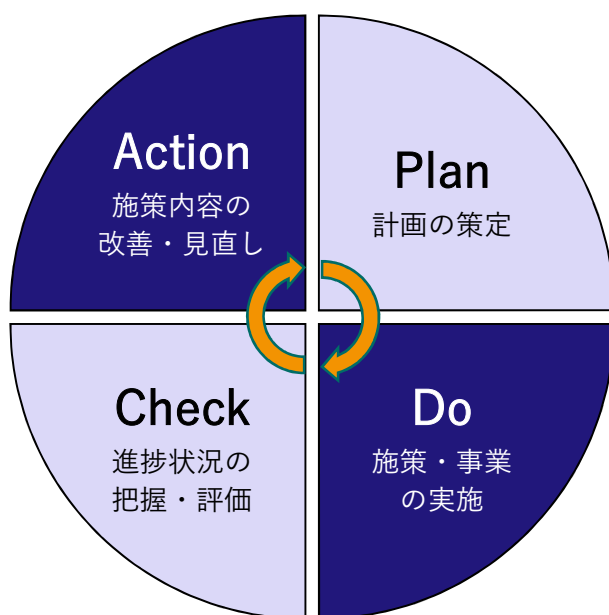 Action
施策内容の
改善・見直し
Plan
計画の策定
Check
進捗状況の
把握・評価
Do
施策・事業
の実施